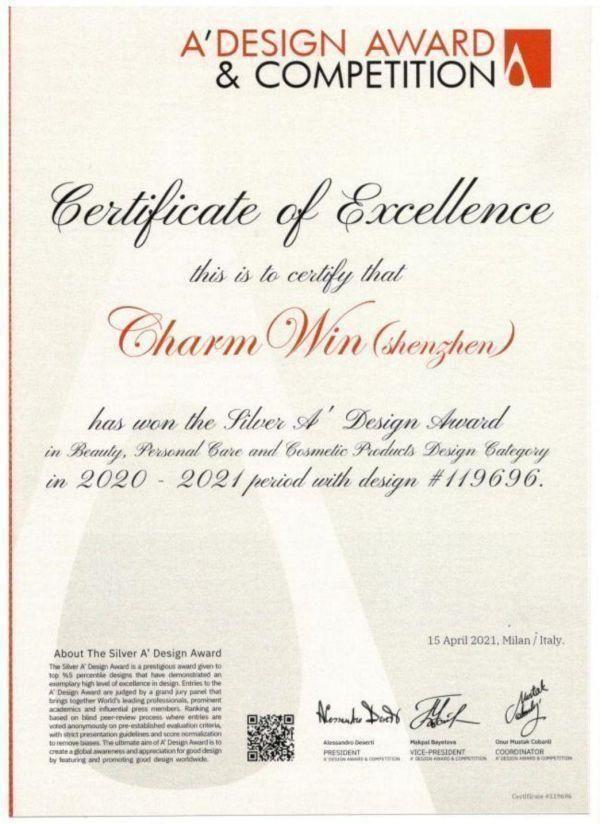 A'DESIGN AWARD
& COMPETITION
Certificate of Excellence
this is to certify that
Charm Win (shenzhen)
has won the Silver A' Design Award
in Beauty, Personal Care and Cosmetic Products Design Category
in 2020 - 2021 period with design #119696.
15 April 2021, Milan / Italy.
About The Silver A' Design Award
The Silver A' Design Award is a prestigious award given to
top %5 percentile designs that have demonstrated an
exemplary high level of excellence in design. Entries to the
A' Design Award are judged by a grand jury panel that
brings together World's leading professionals, prominent
academics and influential press members. Ranking are
based on blind peer-review process where entries are
voted anonymously on pre-established evaluation criteria,
with strict presentation guidelines and score normalization
to remove biases. The ultimate aim of A' Design Award is to
create a global awareness and appreciation for good design
by featuring and promoting good design worldwide.
Alessandro Deserti
PRESIDENT
A' DESIGN AWARD & COMPETITION
Makpal Bayetova
VICE-PRESIDENT
A' DESIGN AWARD & COMPETITION
Onur Mustak Cobanli
COORDINATOR
A' DESIGN AWARD & COMPETITION
Certificate #119696